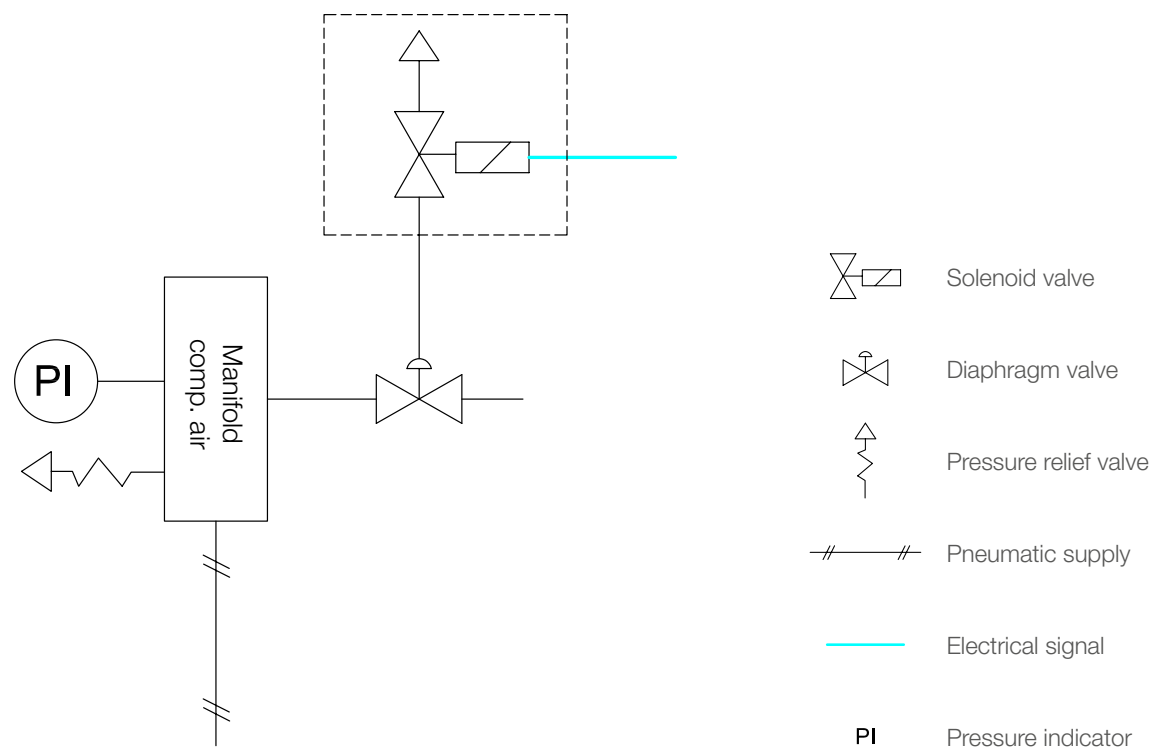 PI
Manifold
comp. air
Solenoid valve
Diaphragm valve
Pressure relief valve
Pneumatic supply
Electrical signal
PI Pressure indicator